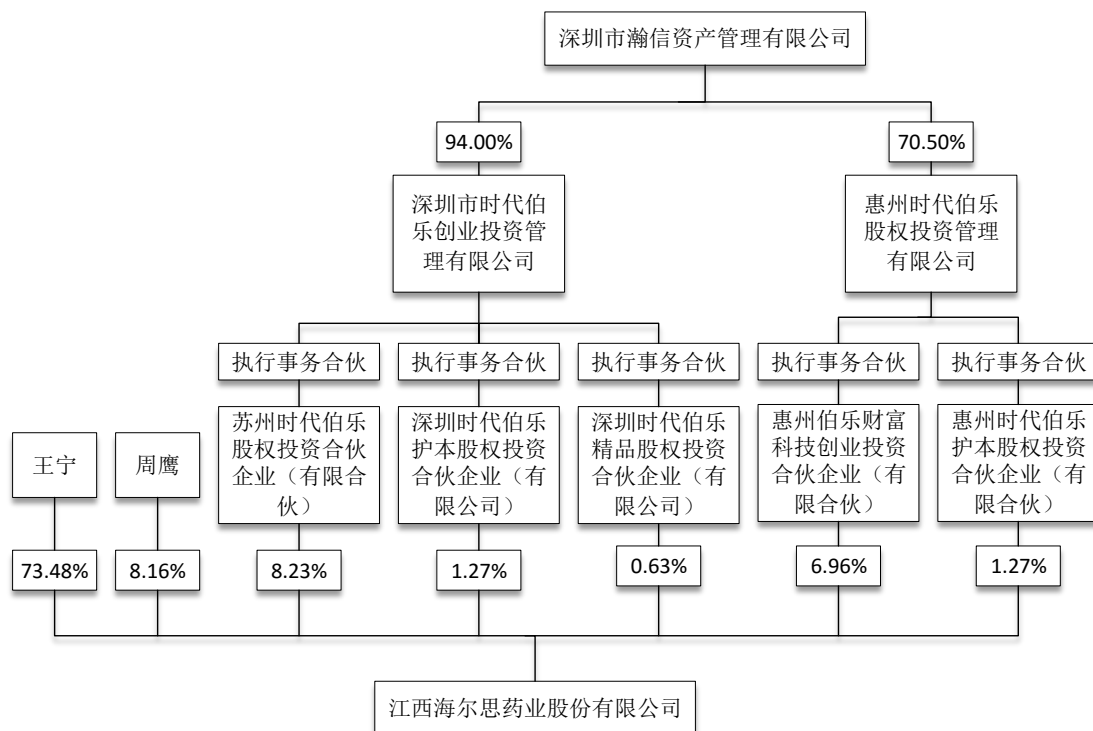 深圳市瀚信资产管理有限公司
94.00%
70.50%
深圳市时代伯
乐创业投资管
理有限公司
惠州时代伯乐
股权投资管理
有限公司
执行事务合伙
执行事务合伙
执行事务合伙
执行事务合伙
执行事务合伙
王宁
周鹰
苏州时代伯乐
股权投资合伙
企业（有限合
伙）
深圳时代伯乐
护本股权投资
合伙企业（有
限公司）
深圳时代伯乐
精品股权投资
合伙企业（有
限公司）
惠州伯乐财富
科技创业投资
合伙企业（有
限合伙）
惠州时代伯乐
护本股权投资
合伙企业（有
限合伙）
73.48%
8.16%
8.23%
1.27%
0.63%
6.96%
1.27%
江西海尔思药业股份有限公司